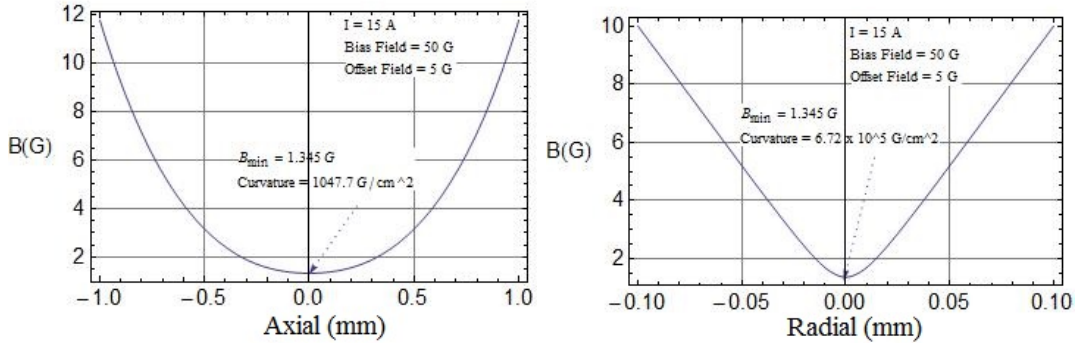 12
10
8
6
4
2
B(G)
I = 15 A
Bias Field = 50 G
Offset Field = 5 G
Bmin = 1.345 G
Curvature = 1047.7 G/cm^2
−1.0 −0.5 0.0 0.5 1.0
Axial (mm)
10
8
6
4
2
B(G)
I = 15 A
Bias Field = 50 G
Offset Field = 5 G
Bmin = 1.345 G
Curvature = 6.72 x 10^5 G/cm^2
−0.10 −0.05 0.00 0.05 0.10
Radial (mm)